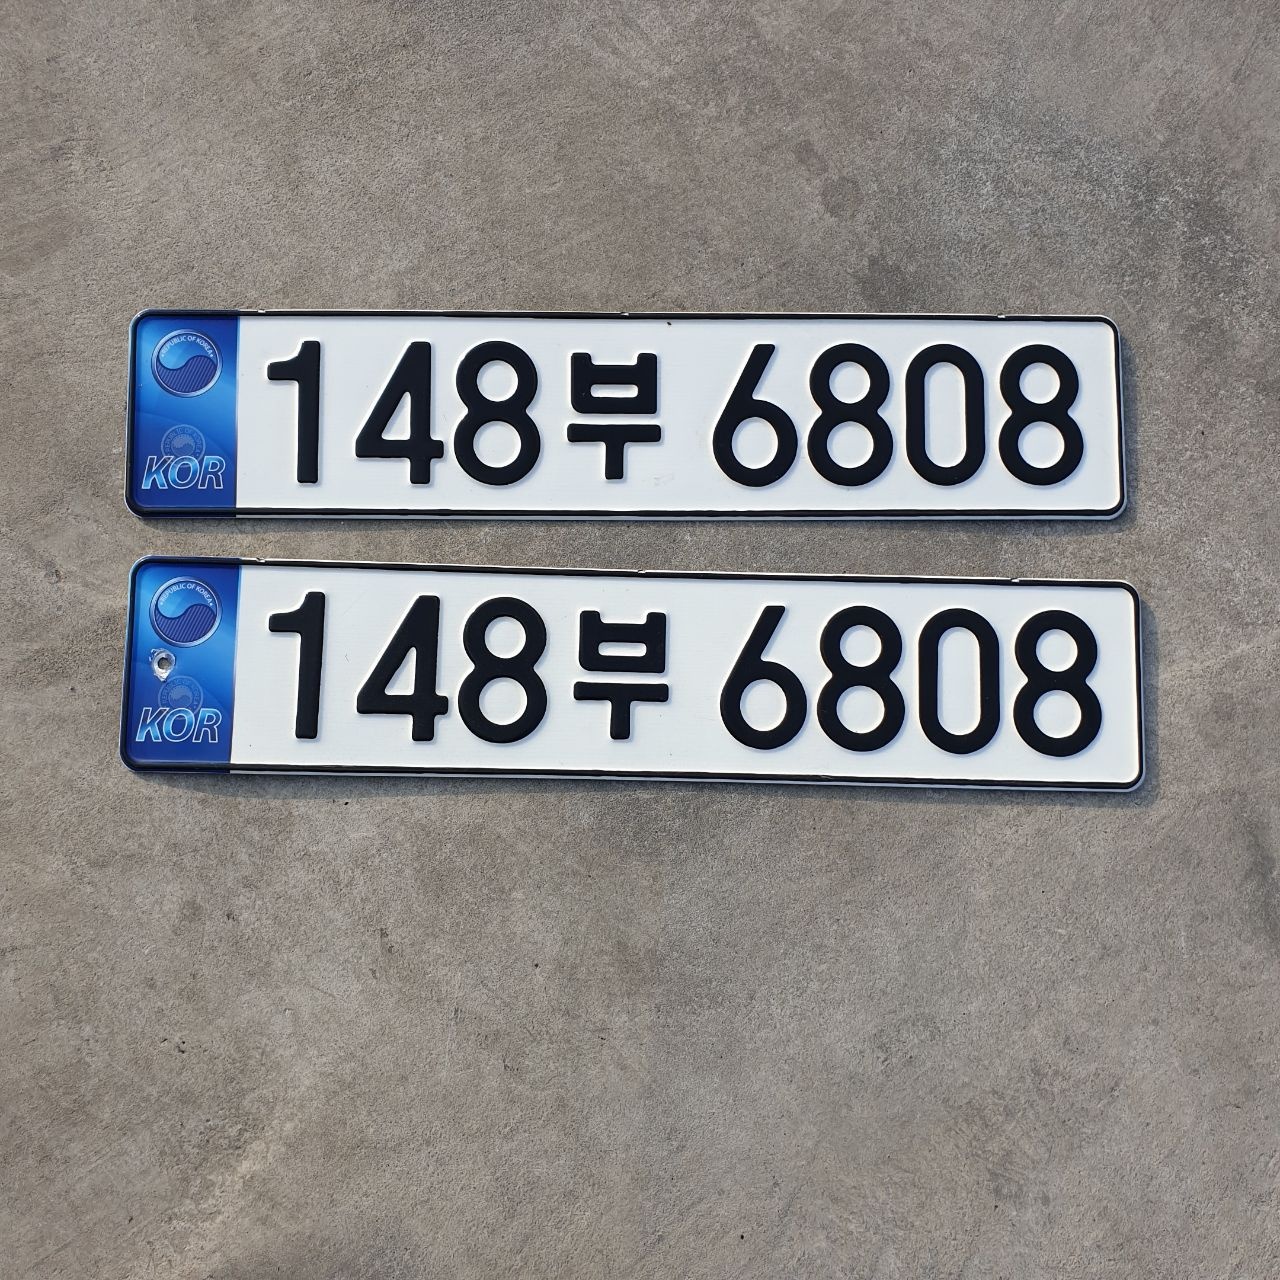 REPUBLIC OF KOREA
KOR
148부 6808
REPUBLIC OF KOREA
KOR
148부 6808